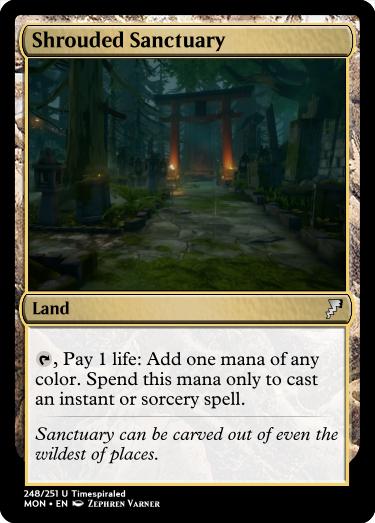 Shrouded Sanctuary
Land
, Pay 1 life: Add one mana of any
color. Spend this mana only to cast
an instant or sorcery spell.
Sanctuary can be carved out of even the
wildest of places.
248/251 U Timespiraled
MON • EN Zephren Varner